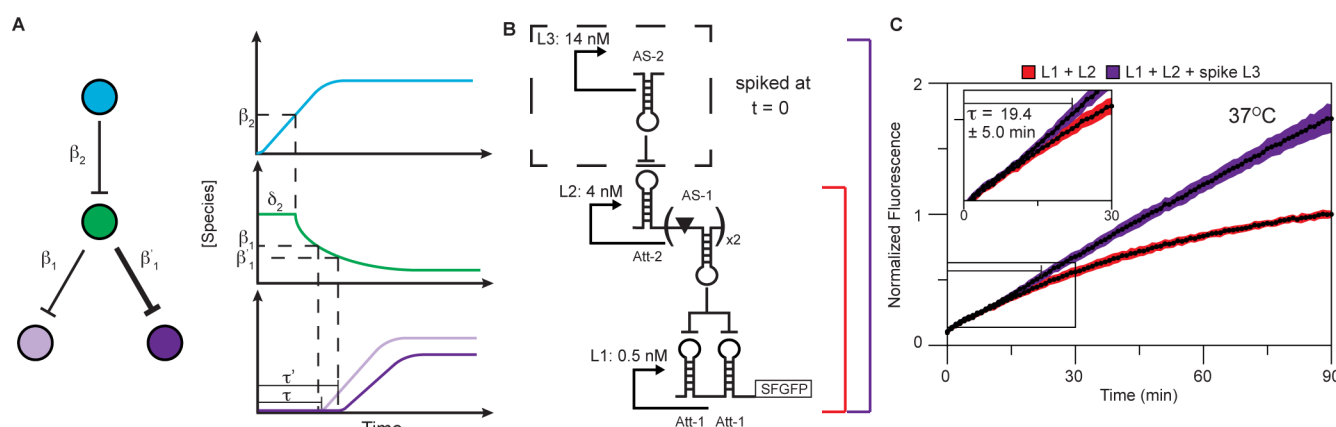 A
β2
β1
β'1
[Species]
β2
δ2
β1
β'1
τ'
τ
Time
B
L3: 14 nM
AS-2
spiked at
t = 0
L2: 4 nM
AS-1
x2
Att-2
L1: 0.5 nM
SFGFP
Att-1 Att-1
C
L1 + L2 L1 + L2 + spike L3
Normalized Fluorescence
2
1
0
τ = 19.4
± 5.0 min
0 30
37°C
0 30 60 90
Time (min)